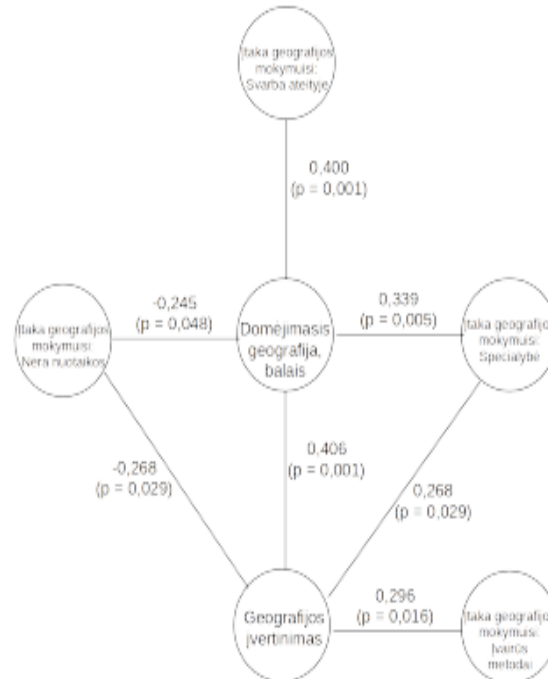 Įtaka geografijos
mokymuisi:
Svarba ateityje
0,400
(p = 0,001)
-0,245
(p = 0,048)
0,339
(p = 0,005)
Įtaka geografijos
mokymuisi:
Nėra nuotaikos
Domėjimasis
geografija,
balais
Įtaka geografijos
mokymuisi:
Specialybė
0,406
(p = 0,001)
-0,268
(p = 0,029)
0,268
(p = 0,029)
Geografijos
įvertinimas
0,296
(p = 0,016)
Įtaka geografijos
mokymuisi:
Įvairūs
metodai